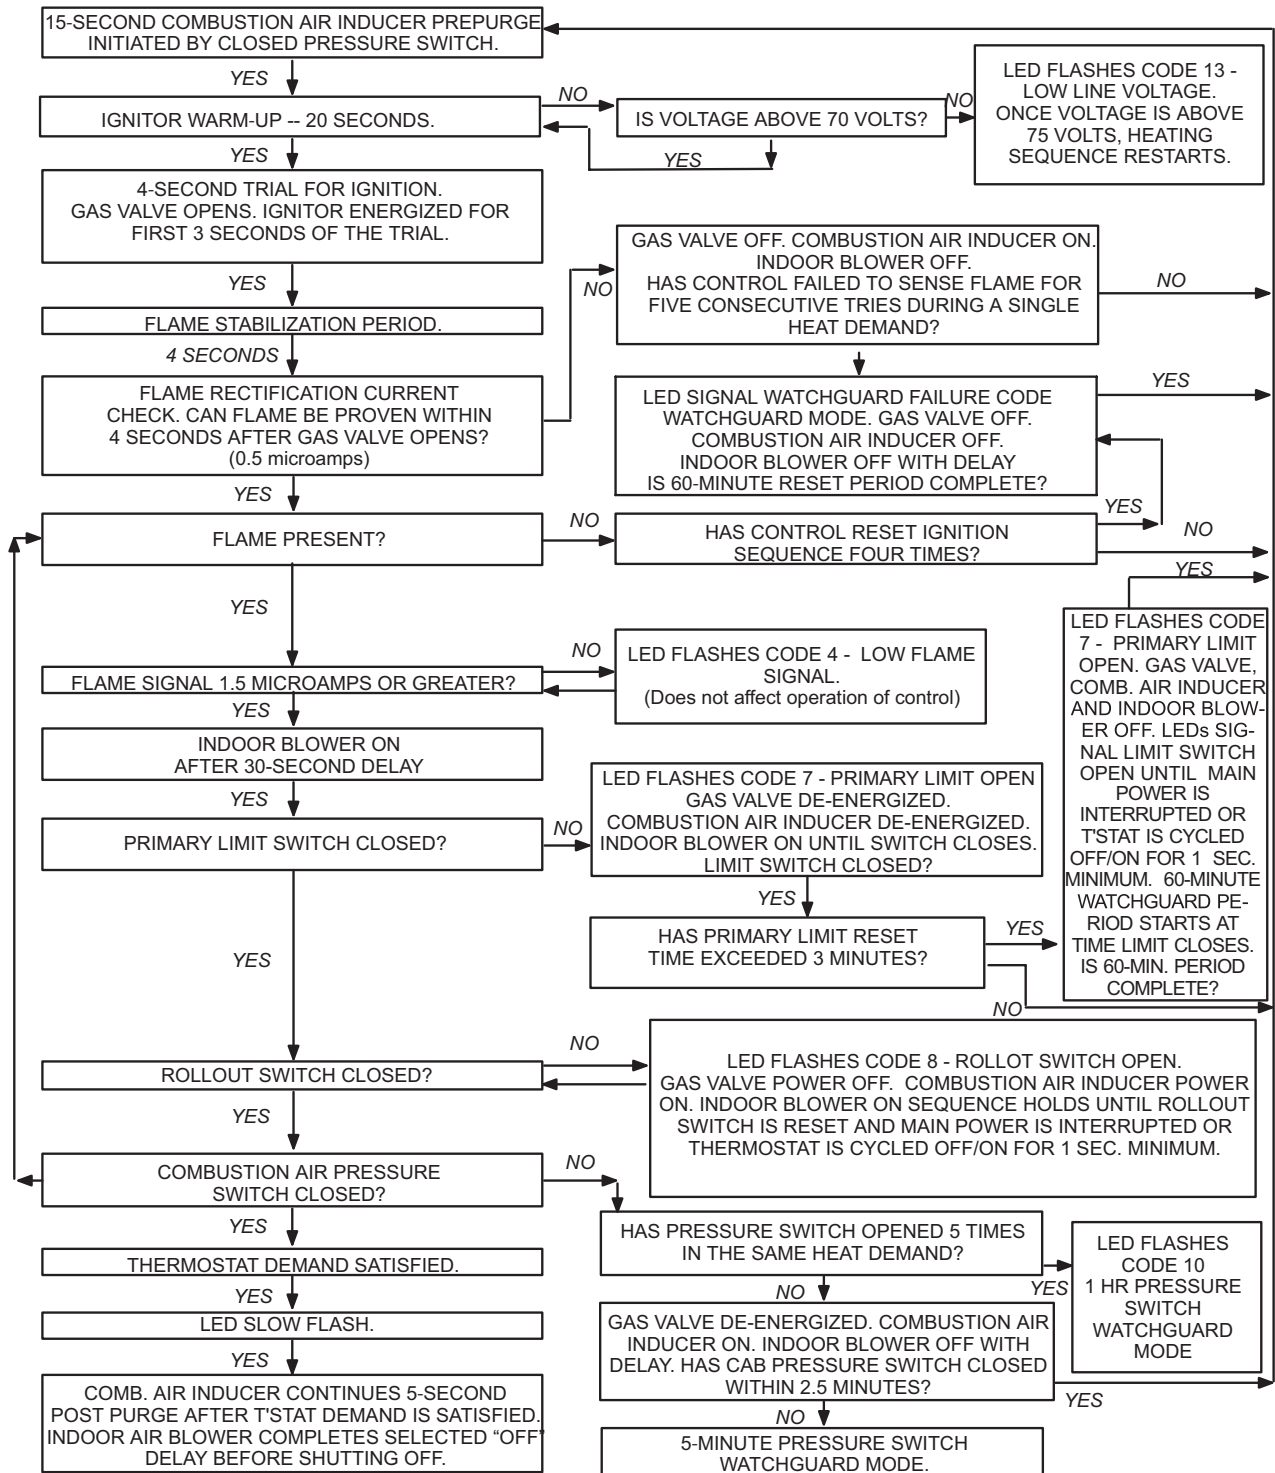 15-SECOND COMBUSTION AIR INDUCER PREPURGE
INITIATED BY CLOSED PRESSURE SWITCH.
YES
IGNITOR WARM-UP -- 20 SECONDS.
NO
IS VOLTAGE ABOVE 70 VOLTS?
NO
YES
LED FLASHES CODE 13 -
LOW LINE VOLTAGE.
ONCE VOLTAGE IS ABOVE
75 VOLTS, HEATING
SEQUENCE RESTARTS.
YES
4-SECOND TRIAL FOR IGNITION.
GAS VALVE OPENS. IGNITOR ENERGIZED FOR
FIRST 3 SECONDS OF THE TRIAL.
YES
FLAME STABILIZATION PERIOD.
4 SECONDS
FLAME RECTIFICATION CURRENT
CHECK. CAN FLAME BE PROVEN WITHIN
4 SECONDS AFTER GAS VALVE OPENS?
(0.5 microamps)
NO
GAS VALVE OFF. COMBUSTION AIR INDUCER ON.
INDOOR BLOWER OFF.
HAS CONTROL FAILED TO SENSE FLAME FOR
FIVE CONSECUTIVE TRIES DURING A SINGLE
HEAT DEMAND?
NO
LED SIGNAL WATCHGUARD FAILURE CODE
WATCHGUARD MODE. GAS VALVE OFF.
COMBUSTION AIR INDUCER OFF.
INDOOR BLOWER OFF WITH DELAY
IS 60-MINUTE RESET PERIOD COMPLETE?
YES
YES
FLAME PRESENT?
NO
HAS CONTROL RESET IGNITION
SEQUENCE FOUR TIMES?
YES
NO
YES
FLAME SIGNAL 1.5 MICROAMPS OR GREATER?
NO
LED FLASHES CODE 4 - LOW FLAME
SIGNAL.
(Does not affect operation of control)
YES
INDOOR BLOWER ON
AFTER 30-SECOND DELAY
YES
PRIMARY LIMIT SWITCH CLOSED?
NO
LED FLASHES CODE 7 - PRIMARY LIMIT OPEN
GAS VALVE DE-ENERGIZED.
COMBUSTION AIR INDUCER DE-ENERGIZED.
INDOOR BLOWER ON UNTIL SWITCH CLOSES.
LIMIT SWITCH CLOSED?
YES
HAS PRIMARY LIMIT RESET
TIME EXCEEDED 3 MINUTES?
YES
NO
YES
LED FLASHES CODE
7 - PRIMARY LIMIT
OPEN. GAS VALVE,
COMB. AIR INDUCER
AND INDOOR BLOW-
ER OFF. LEDs SIG-
NAL LIMIT SWITCH
OPEN UNTIL MAIN
POWER IS
INTERRUPTED OR
T'STAT IS CYCLED
OFF/ON FOR 1 SEC.
MINIMUM. 60-MINUTE
WATCHGUARD PE-
RIOD STARTS AT
TIME LIMIT CLOSES.
IS 60-MIN. PERIOD
COMPLETE?
YES
ROLLOUT SWITCH CLOSED?
NO
LED FLASHES CODE 8 - ROLLOT SWITCH OPEN.
GAS VALVE POWER OFF. COMBUSTION AIR INDUCER POWER
ON. INDOOR BLOWER ON SEQUENCE HOLDS UNTIL ROLLOUT
SWITCH IS RESET AND MAIN POWER IS INTERRUPTED OR
THERMOSTAT IS CYCLED OFF/ON FOR 1 SEC. MINIMUM.
YES
COMBUSTION AIR PRESSURE
SWITCH CLOSED?
NO
HAS PRESSURE SWITCH OPENED 5 TIMES
IN THE SAME HEAT DEMAND?
YES
LED FLASHES
CODE 10
1 HR PRESSURE
SWITCH
WATCHGUARD
MODE
NO
GAS VALVE DE-ENERGIZED. COMBUSTION AIR
INDUCER ON. INDOOR BLOWER OFF WITH
DELAY. HAS CAB PRESSURE SWITCH CLOSED
WITHIN 2.5 MINUTES?
YES
NO
5-MINUTE PRESSURE SWITCH
WATCHGUARD MODE.
YES
THERMOSTAT DEMAND SATISFIED.
YES
LED SLOW FLASH.
YES
COMB. AIR INDUCER CONTINUES 5-SECOND
POST PURGE AFTER T'STAT DEMAND IS SATISFIED.
INDOOR AIR BLOWER COMPLETES SELECTED “OFF”
DELAY BEFORE SHUTTING OFF.